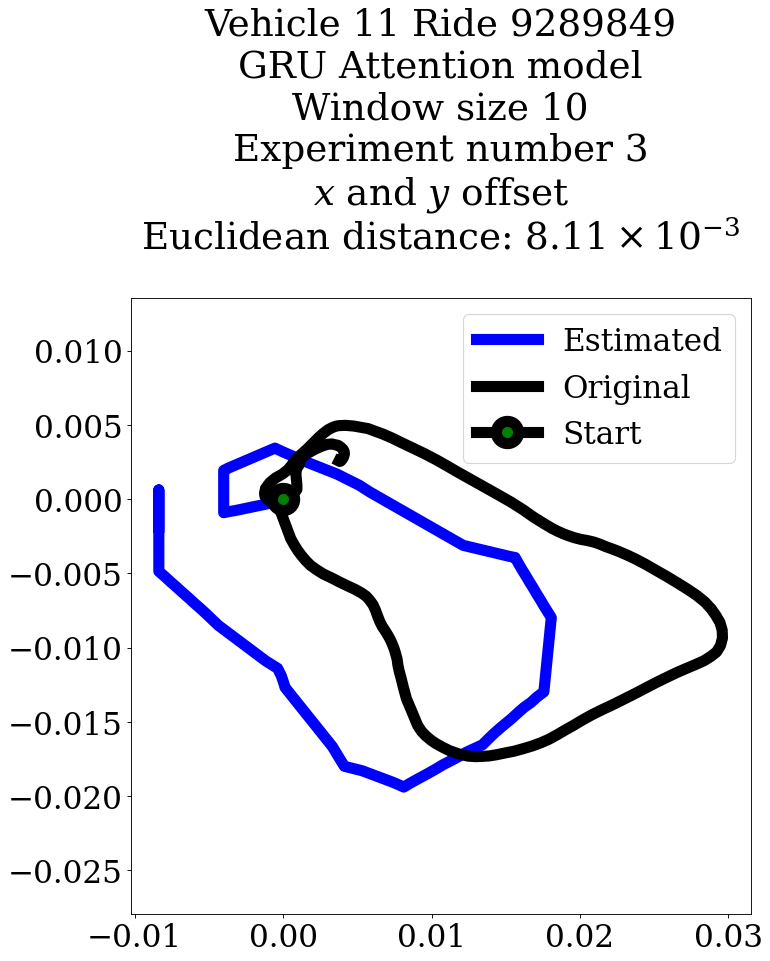 Vehicle 11 Ride 9289849
GRU Attention model
Window size 10
Experiment number 3
x and y offset
Euclidean distance: 8.11 × 10⁻³
Estimated
Original
Start
0.010
0.005
0.000
−0.005
−0.010
−0.015
−0.020
−0.025
−0.01 0.00 0.01 0.02 0.03